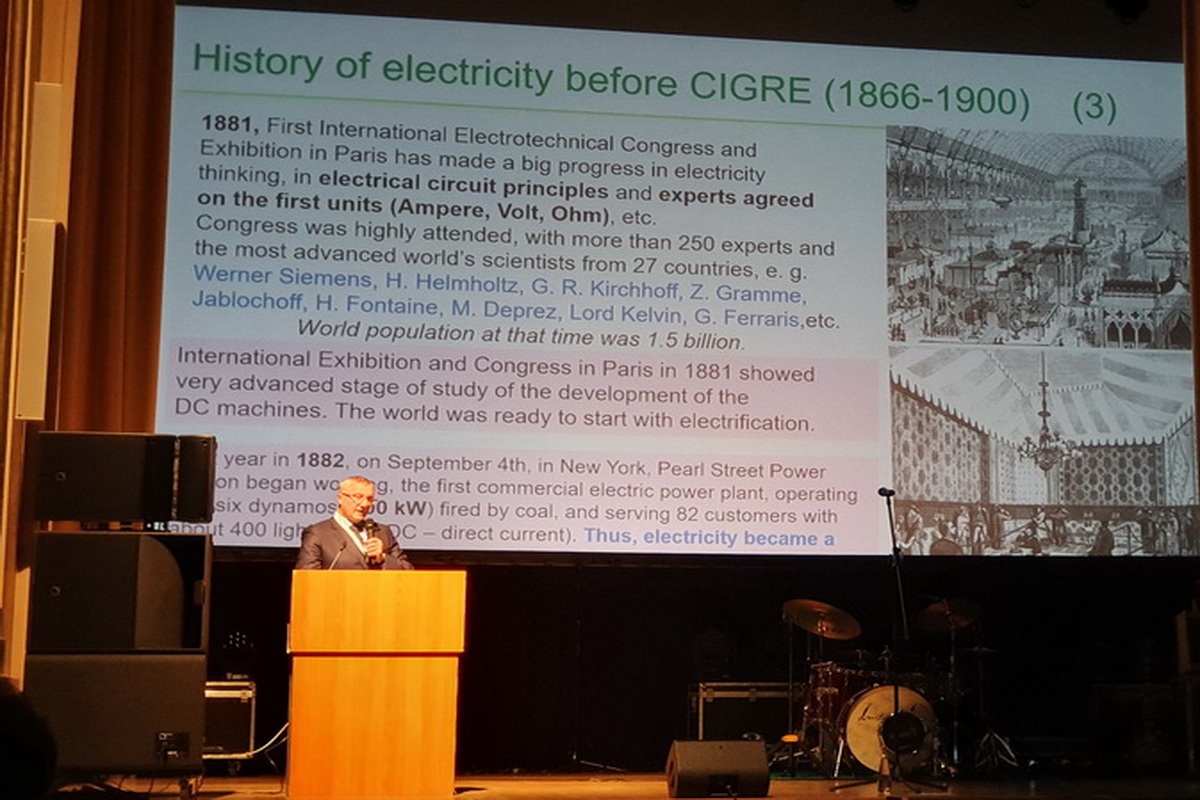 History of electricity before CIGRE (1866-1900) (3)
1881, First International Electrotechnical Congress and
Exhibition in Paris has made a big progress in electricity
thinking, in electrical circuit principles and experts agreed
on the first units (Ampere, Volt, Ohm), etc.
Congress was highly attended, with more than 250 experts and
the most advanced world's scientists from 27 countries, e. g.
Werner Siemens, H. Helmholtz, G. R. Kirchhoff, Z. Gramme,
Jablochoff, H. Fontaine, M. Deprez, Lord Kelvin, G. Ferraris,etc.
World population at that time was 1.5 billion.
International Exhibition and Congress in Paris in 1881 showed
very advanced stage of study of the development of the
DC machines. The world was ready to start with electrification.
year in 1882, on September 4th, in New York, Pearl Street Power
on began wo g, the first commercial electric power plant, operating
six dynamos 00 kW) fired by coal, and serving 82 customers with
about 400 ligh DC – direct current). Thus, electricity became a